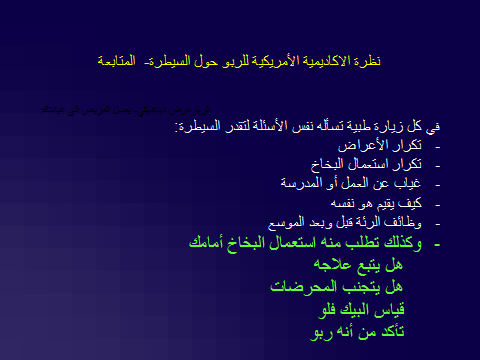 نظرة الاكاديمية الأمريكية للربو حول السيطرة- المتابعة
في كل زيارة طبية تسأله نفس الأسئلة لتقدر السيطرة:
- تكرار الأعراض
- تكرار استعمال البخاخ
- غياب عن العمل أو المدرسة
- كيف يقيم هو نفسه
- وظائف الرئة قبل وبعد الموسع
- وكذلك تطلب منه استعمال البخاخ أمامك
هل يتبع علاجه
هل يتجنب المحرضات
قياس البيك فلو
تأكد من أنه ربو